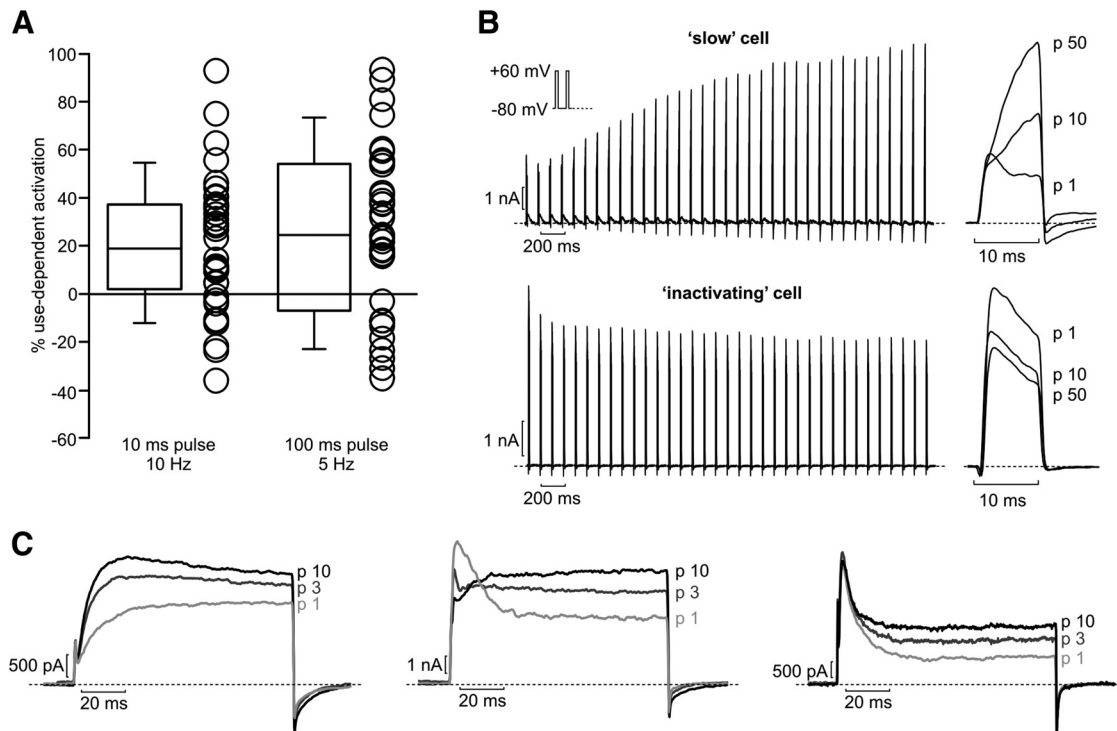 A
% use-dependent activation
100
80
60
40
20
0
-20
-40
-60
10 ms pulse
10 Hz
100 ms pulse
5 Hz
B
'slow' cell
+60 mV
-80 mV
1 nA
200 ms
p 50
p 10
p 1
10 ms
'inactivating' cell
1 nA
200 ms
p 1
p 10
p 50
10 ms
C
p 10
p 3
p 1
500 pA
20 ms
p 10
p 3
p 1
1 nA
20 ms
p 10
p 3
p 1
500 pA
20 ms